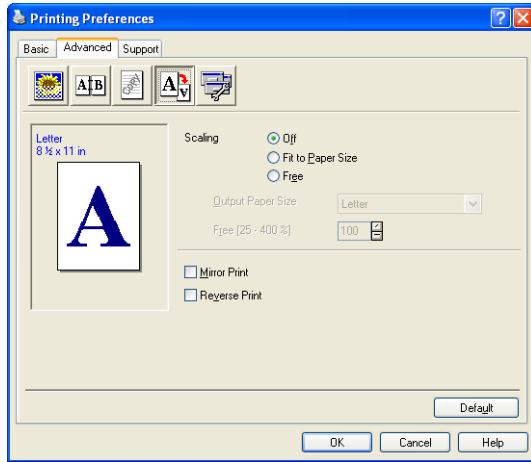 Printing Preferences
Basic Advanced Support
A B A A
Letter
8 ½ x 11 in
A
Scaling Off
Fit to Paper Size
Free
Output Paper Size Letter
Free [25 - 400 %] 100
Mirror Print
Reverse Print
Default
OK Cancel Help